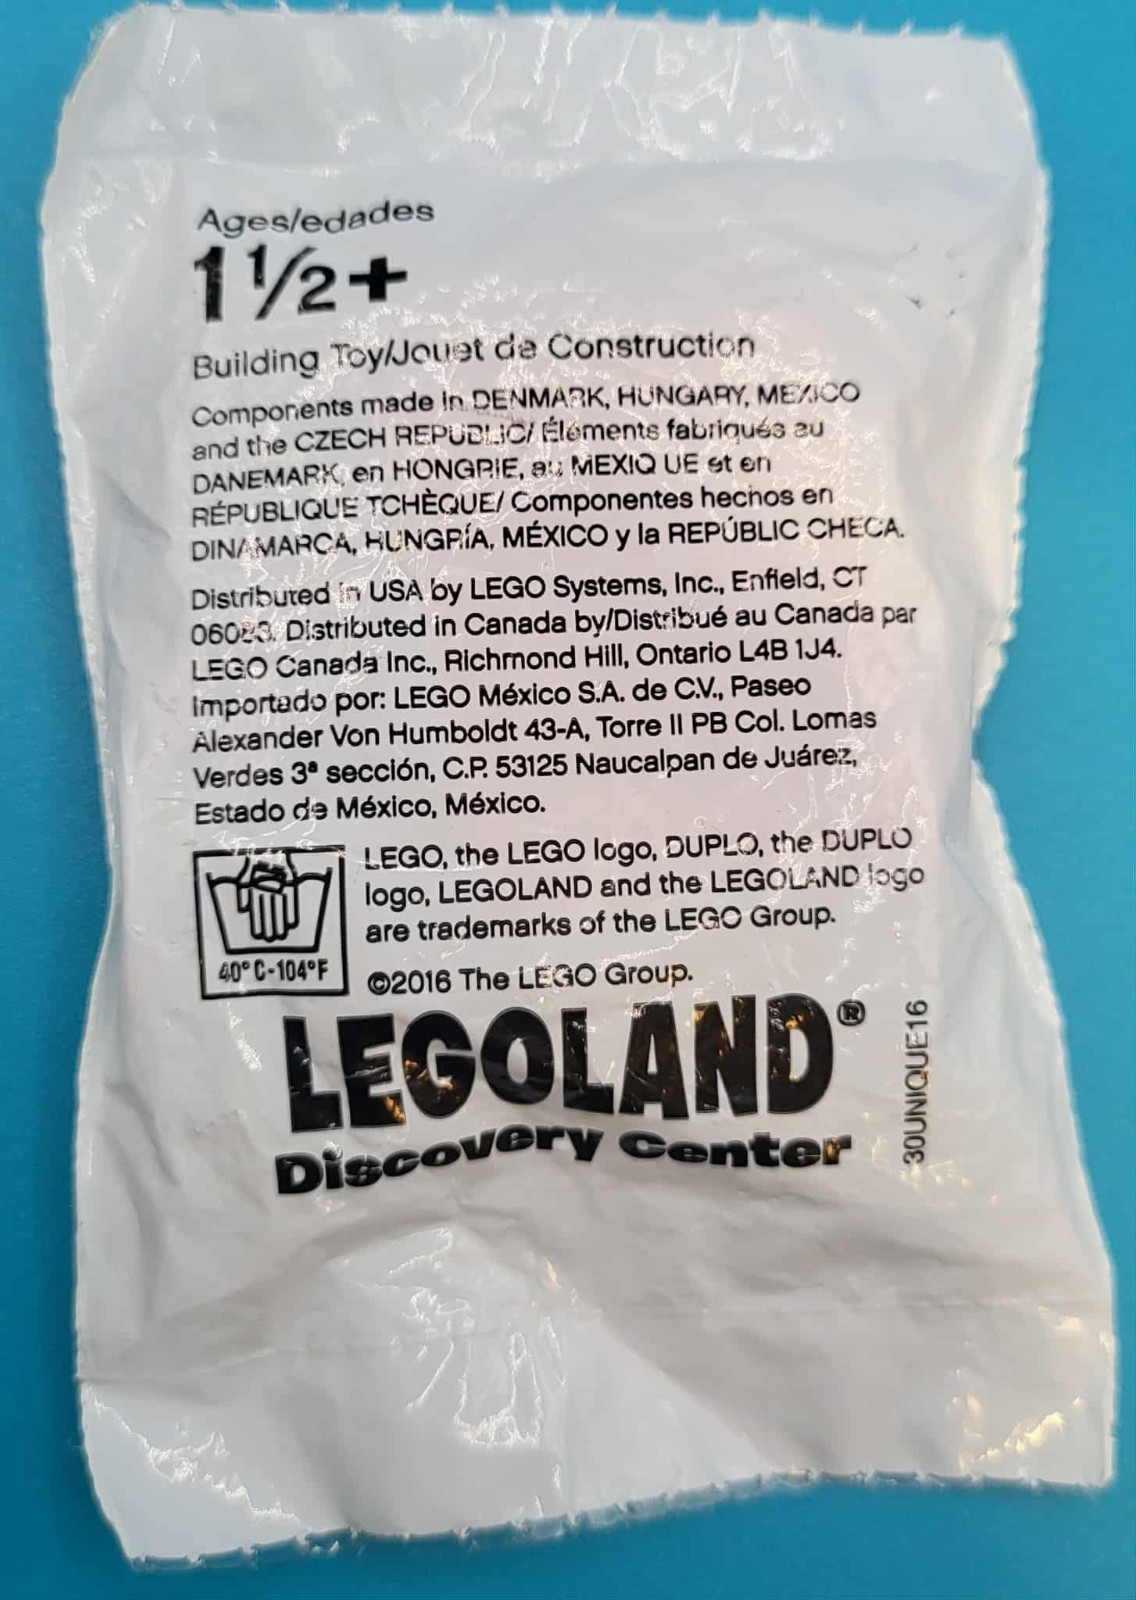 Ages/edades
1 ½+
Building Toy/Jouet de Construction
Components made in DENMARK, HUNGARY, MEXICO
and the CZECH REPUBLIC/ Éléments fabriqués au
DANEMARK, en HONGRIE, au MEXIQ UE et en
RÉPUBLIQUE TCHÈQUE/ Componentes hechos en
DINAMARCA, HUNGRÍA, MÉXICO y la REPÚBLIC CHECA.
Distributed in USA by LEGO Systems, Inc., Enfield, CT
06083. Distributed in Canada by/Distribué au Canada par
LEGO Canada Inc., Richmond Hill, Ontario L4B 1J4.
Importado por: LEGO México S.A. de C.V., Paseo
Alexander Von Humboldt 43-A, Torre II PB Col. Lomas
Verdes 3ª sección, C.P. 53125 Naucalpan de Juárez,
Estado de México, México.
LEGO, the LEGO logo, DUPLO, the DUPLO
logo, LEGOLAND and the LEGOLAND logo
are trademarks of the LEGO Group.
40°C-104°F
©2016 The LEGO Group.
LEGOLAND®
Discovery Center
30UNIQUE16